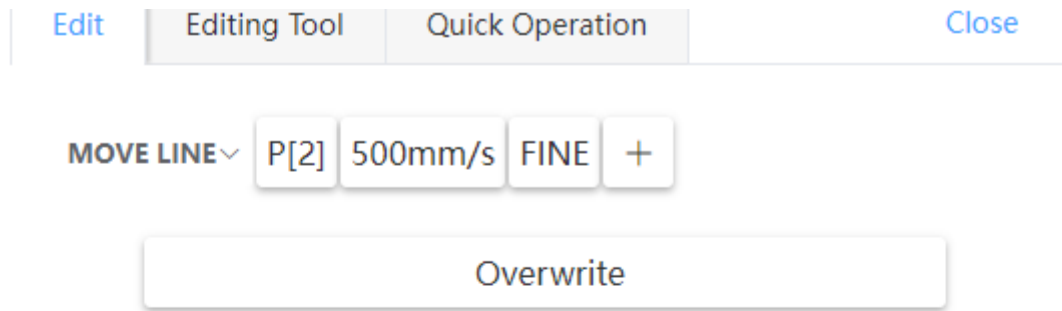 Edit Editing Tool Quick Operation Close
MOVE LINE P[2] 500mm/s FINE +
Overwrite